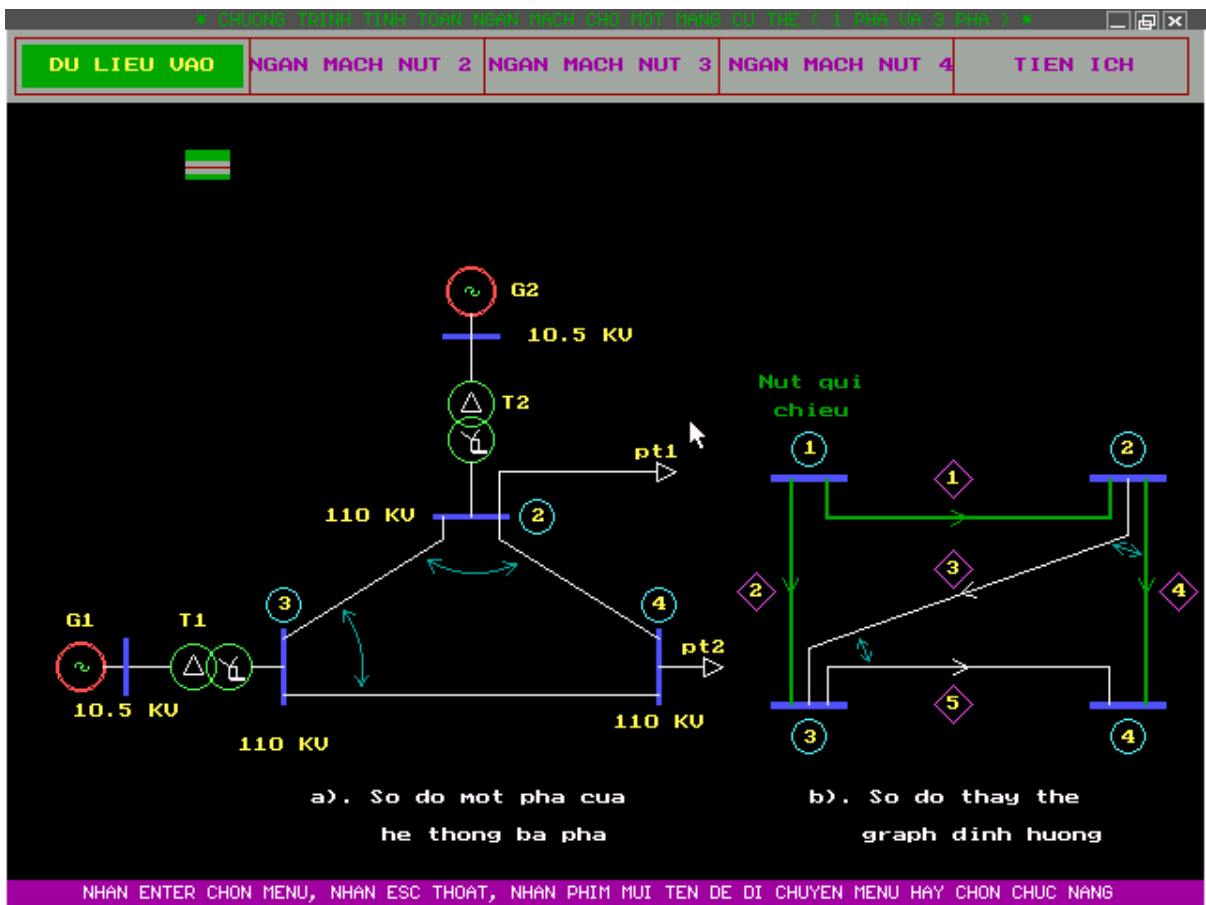 * CHUONG TRINH TINH TOAN NGAN MACH CHO MOT MANG CU THE ( 1 PHA VA 3 PHA ) *
DU LIEU VAO NGAN MACH NUT 2 NGAN MACH NUT 3 NGAN MACH NUT 4 TIEN ICH
G2
10.5 KV
T2
pt1
110 KV
2
3
4
G1
T1
pt2
10.5 KV
110 KV
110 KV
Nut qui
chieu
1
2
1
3
2
4
5
3
4
a). So do mot pha cua
he thong ba pha
b). So do thay the
graph dinh huong
NHAN ENTER CHON MENU, NHAN ESC THOAT, NHAN PHIM MUI TEN DE DI CHUYEN MENU HAY CHON CHUC NANG